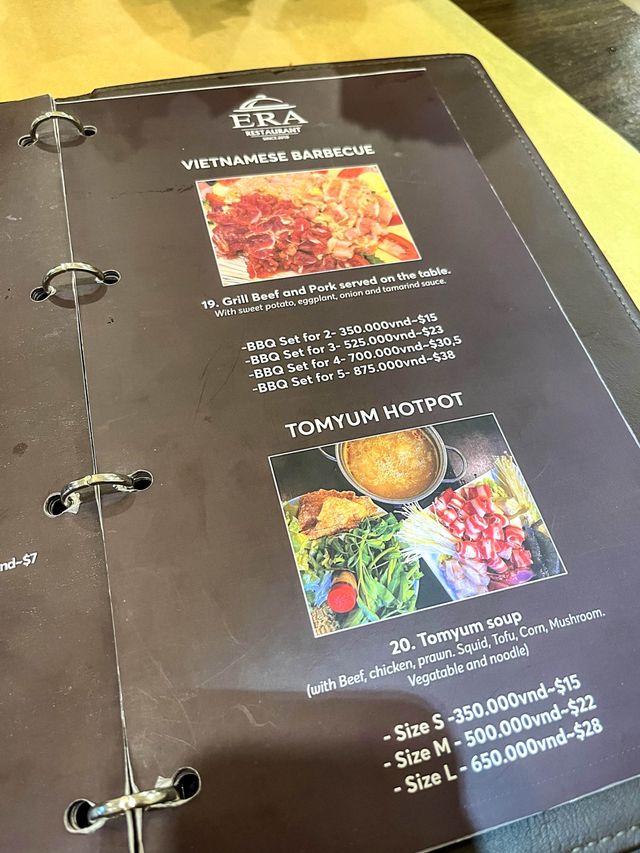 ERA
RESTAURANT
SINCE 2018
VIETNAMESE BARBECUE
19. Grill Beef and Pork served on the table.
With sweet potato, eggplant, onion and tamarind sauce.
-BBQ Set for 2- 350.000vnd~$15
-BBQ Set for 3- 525.000vnd~$23
-BBQ Set for 4- 700.000vnd~$30,5
-BBQ Set for 5- 875.000vnd~$38
TOMYUM HOTPOT
20. Tomyum soup
(with Beef, chicken, prawn. Squid, Tofu, Corn, Mushroom.
Vegatable and noodle)
- Size S -350.000vnd~$15
- Size M - 500.000vnd~$22
- Size L - 650.000vnd~$28
nd~$7